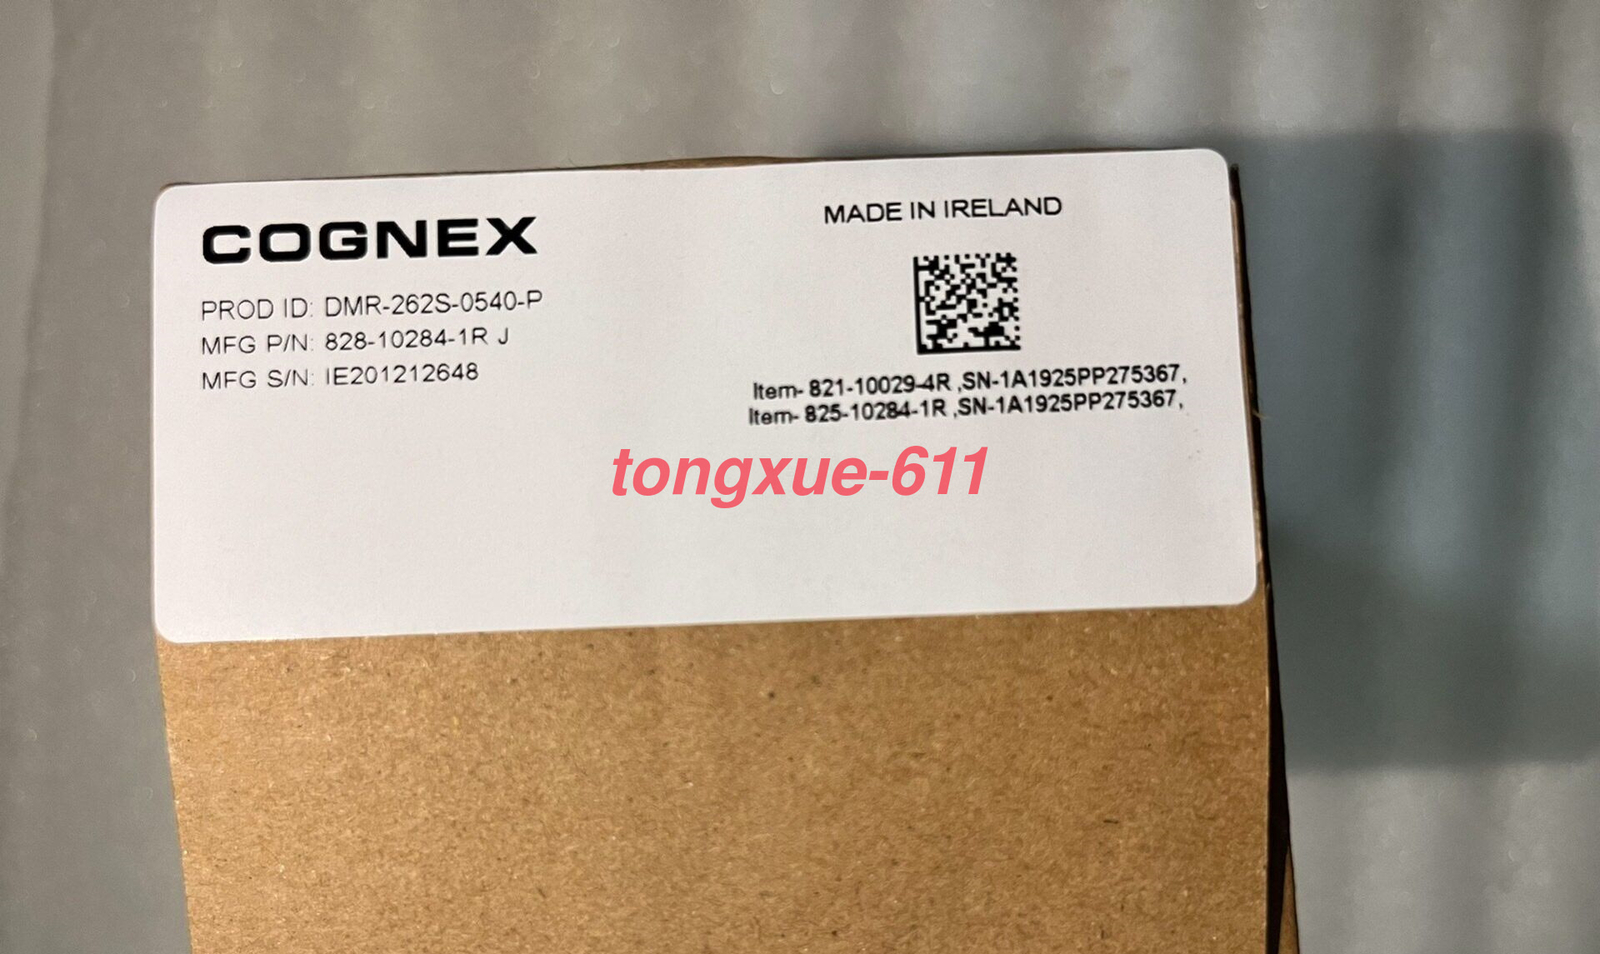 COGNEX
PROD ID: DMR-262S-0540-P
MFG P/N: 828-10284-1R J
MFG S/N: IE201212648
MADE IN IRELAND
Item- 821-10029-4R ,SN-1A1925PP275367,
Item- 825-10284-1R ,SN-1A1925PP275367,
tongxue-611